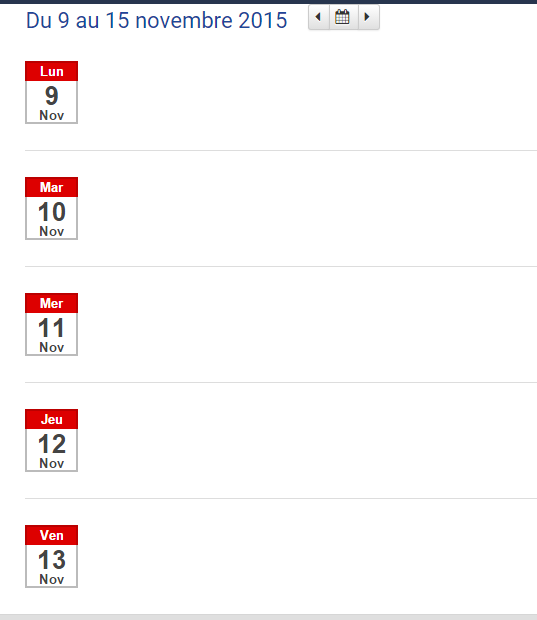 Du 9 au 15 novembre 2015
Lun
9
Nov
Mar
10
Nov
Mer
11
Nov
Jeu
12
Nov
Ven
13
Nov